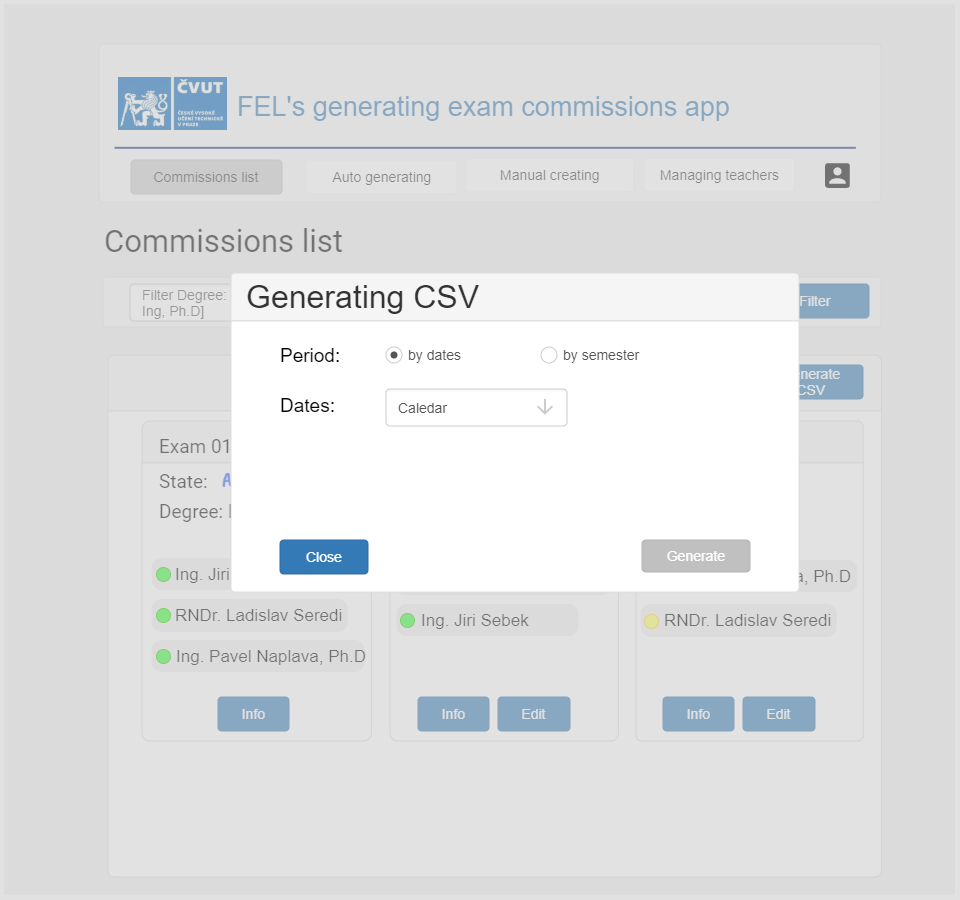 ČVUT
ČESKÉ VYSOKÉ
UČENÍ TECHNICKÉ
V PRAZE
FEL's generating exam commissions app
Commissions list
Auto generating
Manual creating
Managing teachers
Commissions list
Filter Degree:
Ing, Ph.D]
Filter
Generating CSV
Period:
by dates
by semester
Dates:
Caledar
Close
Generate
nerate
CSV
Exam 01
State: A
Degree:
Ing. Jiri
RNDr. Ladislav Seredi
Ing. Pavel Naplava, Ph.D
Info
Ing. Jiri Sebek
Info
Edit
a, Ph.D
RNDr. Ladislav Seredi
Info
Edit